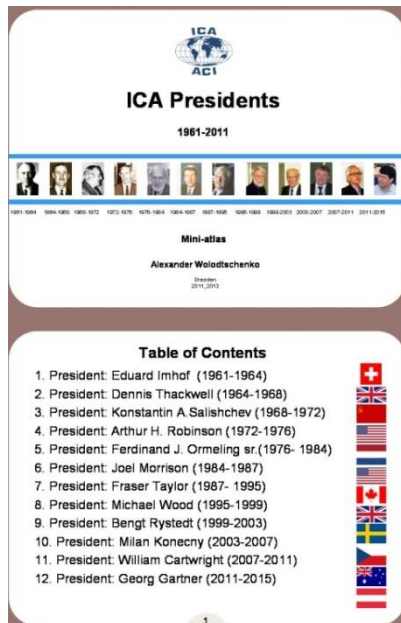 ICA
ACI
ICA Presidents
1961-2011
1961-1964 1964-1968 1968-1972 1972-1976 1976-1984 1984-1987 1987-1995 1995-1999 1999-2003 2003-2007 2007-2011 2011-2015
Mini-atlas
Alexander Wolodtschenko
Dresden
2011, 2013
Table of Contents
1. President: Eduard Imhof (1961-1964)
2. President: Dennis Thackwell (1964-1968)
3. President: Konstantin A.Salishchev (1968-1972)
4. President: Arthur H. Robinson (1972-1976)
5. President: Ferdinand J. Ormeling sr.(1976- 1984)
6. President: Joel Morrison (1984-1987)
7. President: Fraser Taylor (1987- 1995)
8. President: Michael Wood (1995-1999)
9. President: Bengt Rystedt (1999-2003)
10. President: Milan Konecny (2003-2007)
11. President: William Cartwright (2007-2011)
12. President: Georg Gartner (2011-2015)
1